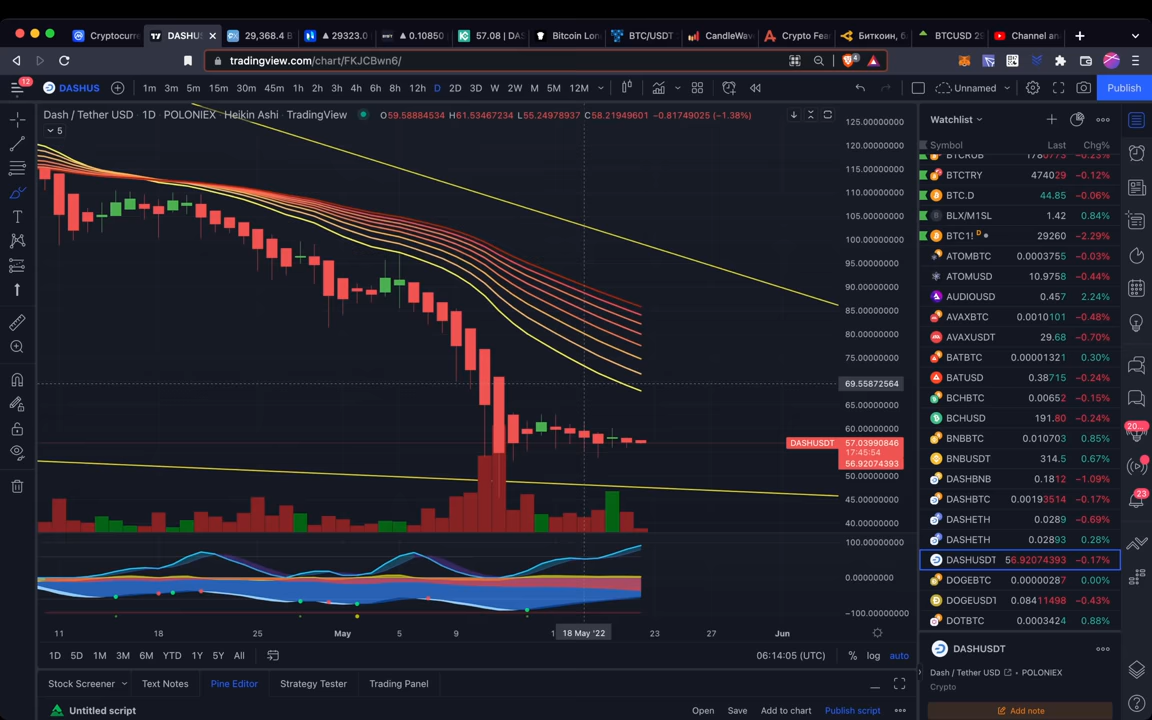 Cryptocurr
DASHUS
29,368.4 B
▲ 29323.0
▲ 0.10850
57.08 | DAS
Bitcoin Lon
BTC/USDT
CandleWav
Crypto Fea
Биткоин, б
BTCUSD 29
Channel an
tradingview.com/chart/FKJCBwn6/
12
DASHUS
1m 3m 5m 15m 30m 45m 1h 2h 3h 4h 6h 8h 12h D 2D 3D W 2W M 5M 12M
Unnamed
Publish
Dash / Tether USD · 1D · POLONIEX Heikin Ashi TradingView
O59.58884534 H61.53467234 L55.24978937 C58.21949601 −0.81749025 (−1.38%)
5
125.00000000
120.00000000
115.00000000
110.00000000
105.00000000
100.00000000
95.00000000
90.00000000
85.00000000
80.00000000
75.00000000
69.55872564
65.00000000
60.00000000
DASHUSDT 57.03990846
17:45:54
56.92074393
50.00000000
45.00000000
40.00000000
100.00000000
0.00000000
−100.00000000
11 18 25 May 5 9 18 May '22 23 27 Jun
1D 5D 1M 3M 6M YTD 1Y 5Y All
06:14:05 (UTC)
% log auto
Stock Screener
Text Notes
Pine Editor
Strategy Tester
Trading Panel
Untitled script
Open Save Add to chart Publish script
Watchlist
Symbol Last Chg%
BTCRUB 1780773 −0.23%
BTCTRY 474029 −0.12%
BTC.D 44.85 −0.06%
BLX/M1SL 1.42 0.84%
BTC1! D 29260 −2.29%
ATOMBTC 0.0003755 −0.03%
ATOMUSD 10.9758 −0.44%
AUDIOUSD 0.457 2.24%
AVAXBTC 0.0010101 −0.48%
AVAXUSDT 29.68 −0.70%
BATBTC 0.00001321 0.30%
BATUSD 0.38715 −0.24%
BCHBTC 0.00652 −0.15%
BCHUSD 191.80 −0.24%
BNBBTC 0.010703 0.85%
BNBUSDT 314.5 0.67%
DASHBNB 0.1812 −1.09%
DASHBTC 0.00193514 −0.17%
DASHETH 0.0289 −0.69%
DASHETH 0.02893 0.28%
DASHUSDT 56.92074393 −0.17%
DOGEBTC 0.00000287 0.00%
DOGEUSDT 0.08411498 −0.43%
DOTBTC 0.0003424 0.88%
DASHUSDT
Dash / Tether USD • POLONIEX
Crypto
Add note
20...
23